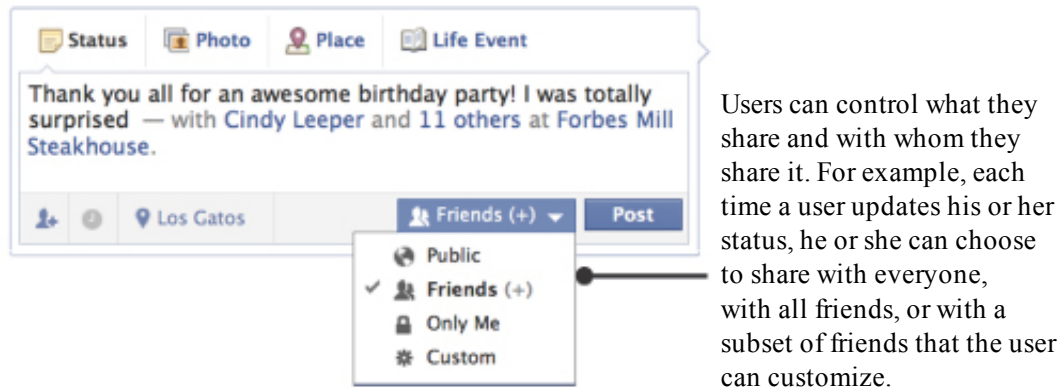 Status Photo Place Life Event
Thank you all for an awesome birthday party! I was totally
surprised — with Cindy Leeper and 11 others at Forbes Mill
Steakhouse.
Los Gatos Friends (+) Post
Public
Friends (+)
Only Me
Custom
Users can control what they
share and with whom they
share it. For example, each
time a user updates his or her
status, he or she can choose
to share with everyone,
with all friends, or with a
subset of friends that the user
can customize.